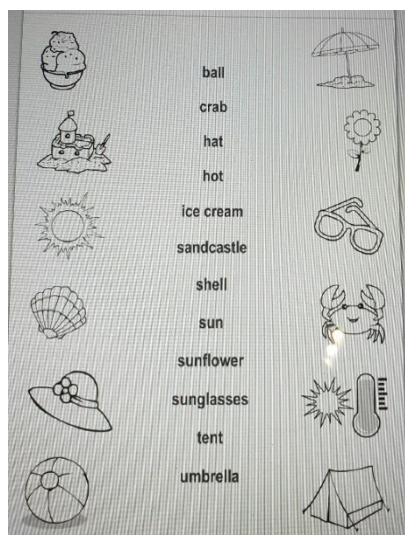 ball
crab
hat
hot
ice cream
sandcastle
shell
sun
sunflower
sunglasses
tent
umbrella